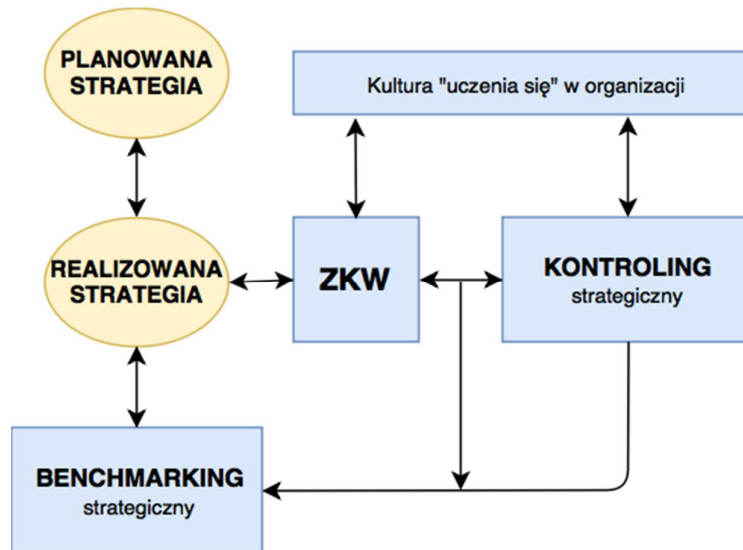 PLANOWANA
STRATEGIA
Kultura "uczenia się" w organizacji
REALIZOWANA
STRATEGIA
ZKW
KONTROLING
strategiczny
BENCHMARKING
strategiczny